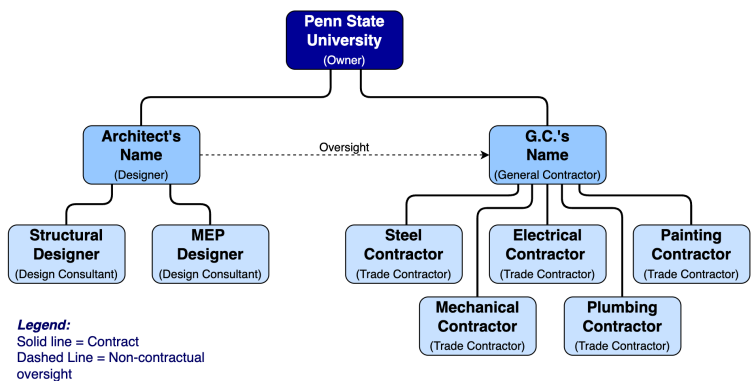 Penn State
University
(Owner)
Architect's
Name
(Designer)
Oversight
G.C.'s
Name
(General Contractor)
Structural
Designer
(Design Consultant)
MEP
Designer
(Design Consultant)
Steel
Contractor
(Trade Contractor)
Electrical
Contractor
(Trade Contractor)
Painting
Contractor
(Trade Contractor)
Mechanical
Contractor
(Trade Contractor)
Plumbing
Contractor
(Trade Contractor)
Legend:
Solid line = Contract
Dashed Line = Non-contractual
oversight